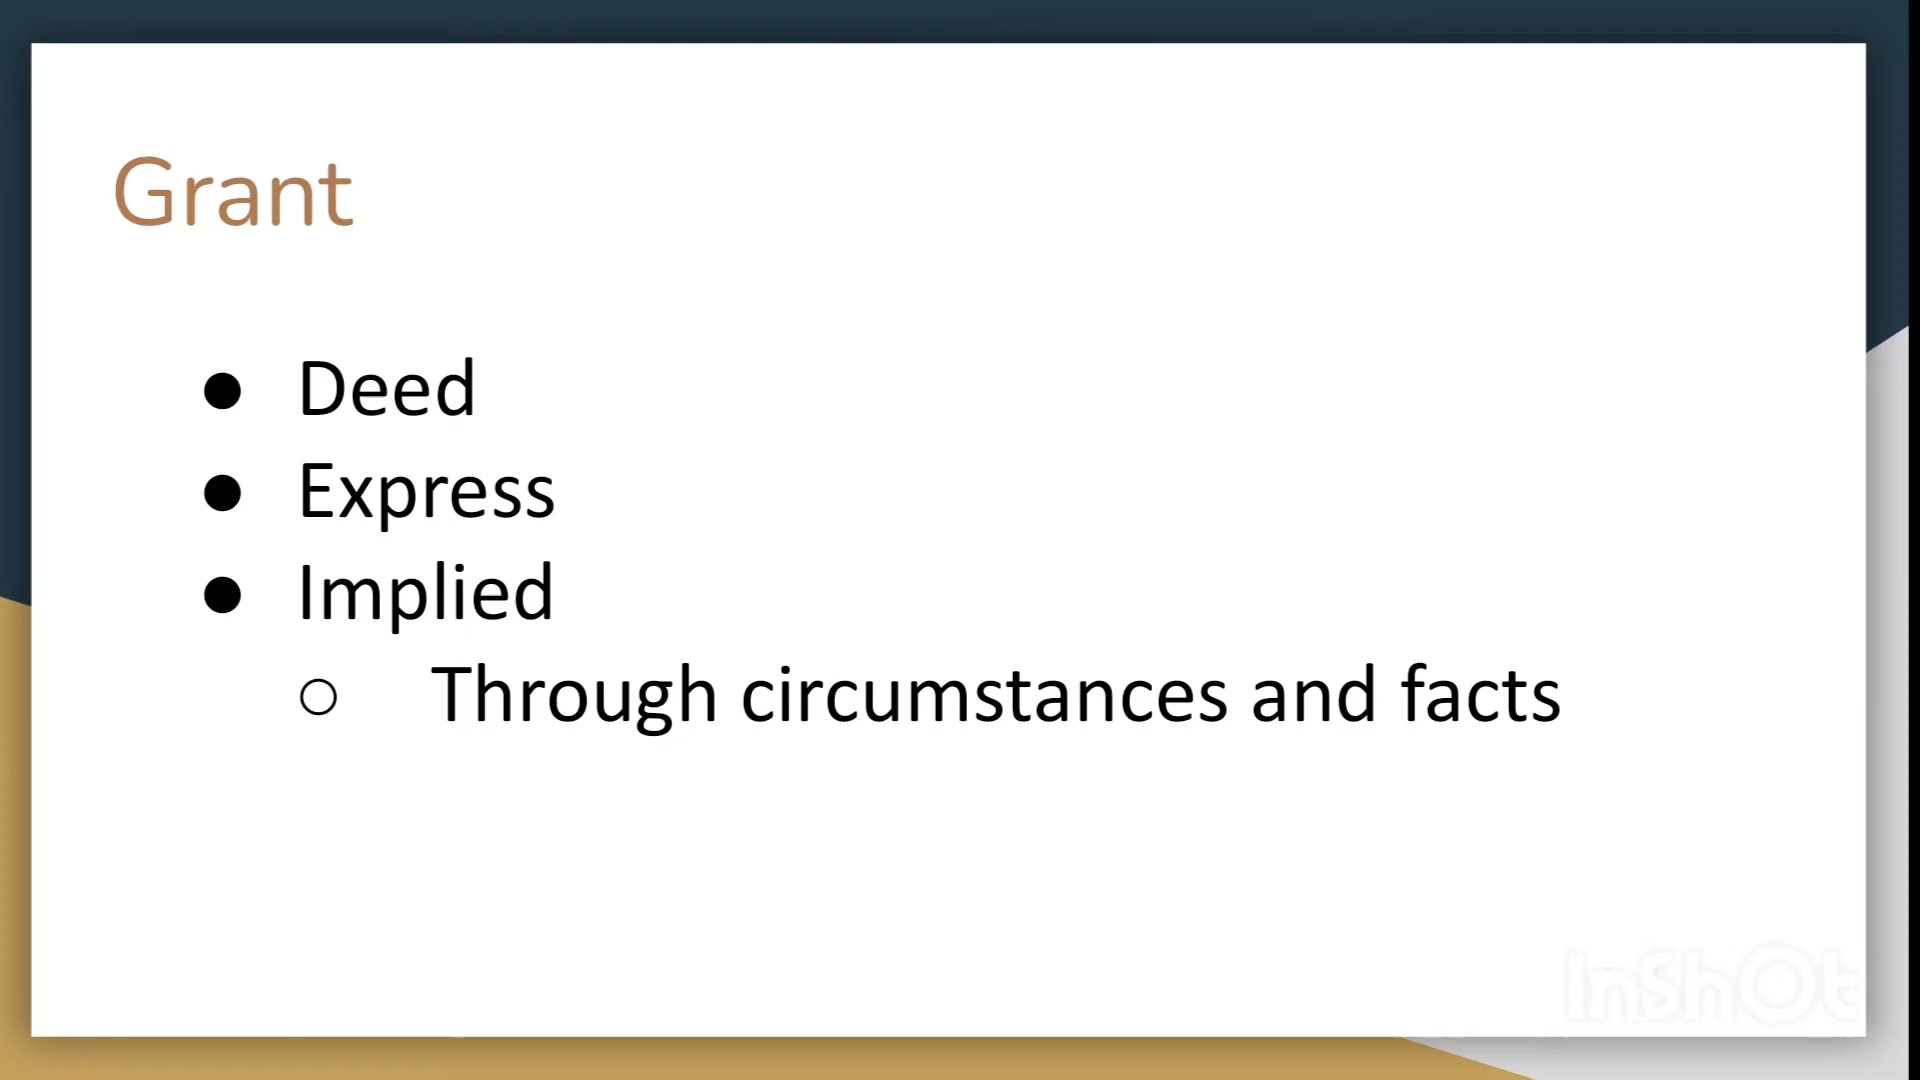 Grant
● Deed
● Express
● Implied
○ Through circumstances and facts
InShOt